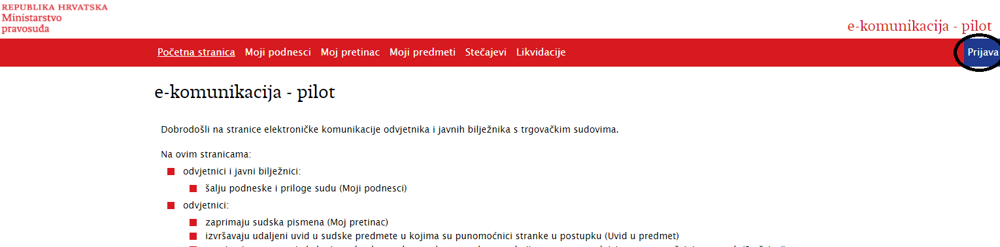 REPUBLIKA HRVATSKA
Ministarstvo
pravosuđa
e-komunikacija - pilot
Početna stranica Moji podnesci Moj pretinac Moji predmeti Stečajevi Likvidacije Prijava
e-komunikacija - pilot
Dobrodošli na stranice elektroničke komunikacije odvjetnika i javnih bilježnika s trgovačkim sudovima.
Na ovim stranicama:
odvjetnici i javni bilježnici:
šalju podneske i priloge sudu (Moji podnesci)
odvjetnici:
zaprimaju sudska pismena (Moj pretinac)
izvršavaju udaljeni uvid u sudske predmete u kojima su punomoćnici stranke u postupku (Uvid u predmet)